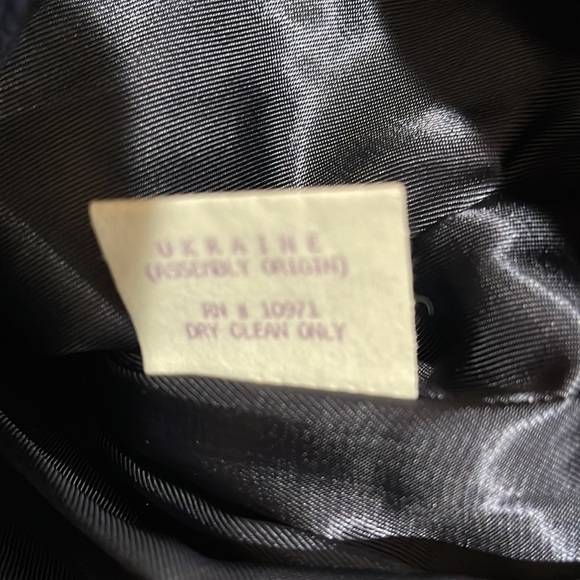 UKRAINE
(ASSEMBLY ORIGIN)
RN # 10971
DRY CLEAN ONLY